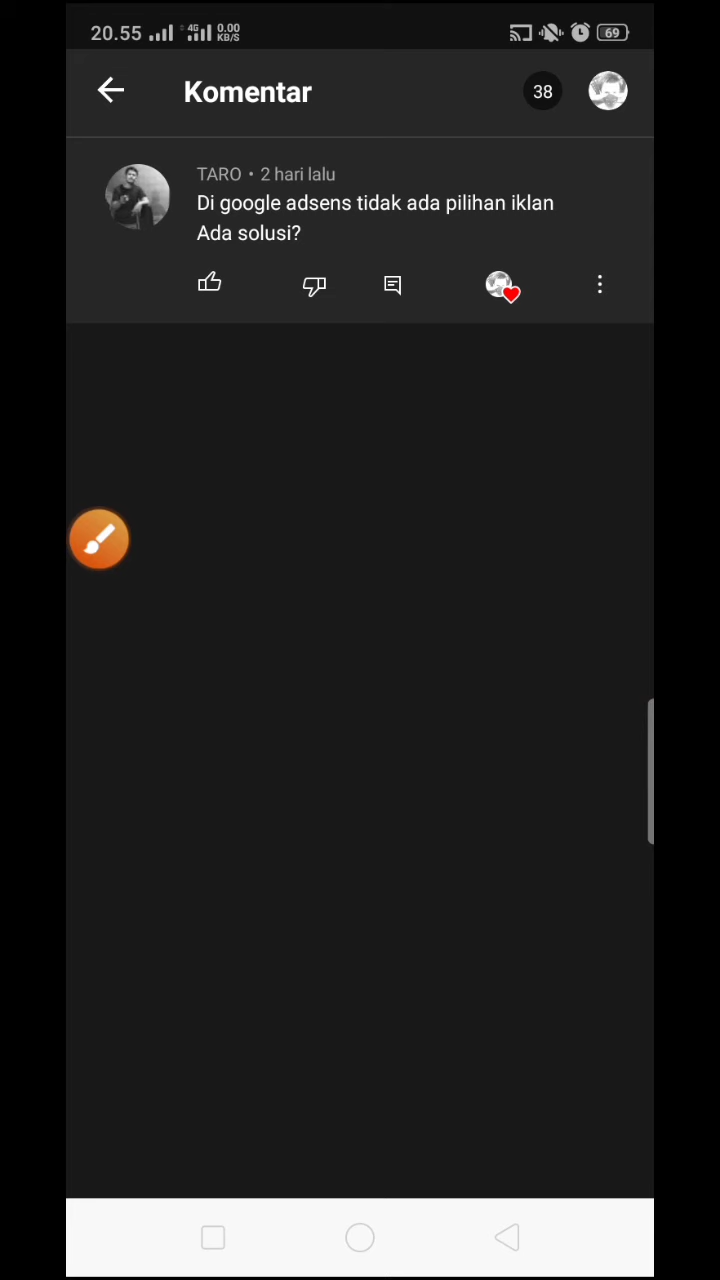 20.55 4G 0.00 KB/S 69
Komentar 38
TARO • 2 hari lalu
Di google adsens tidak ada pilihan iklan
Ada solusi?